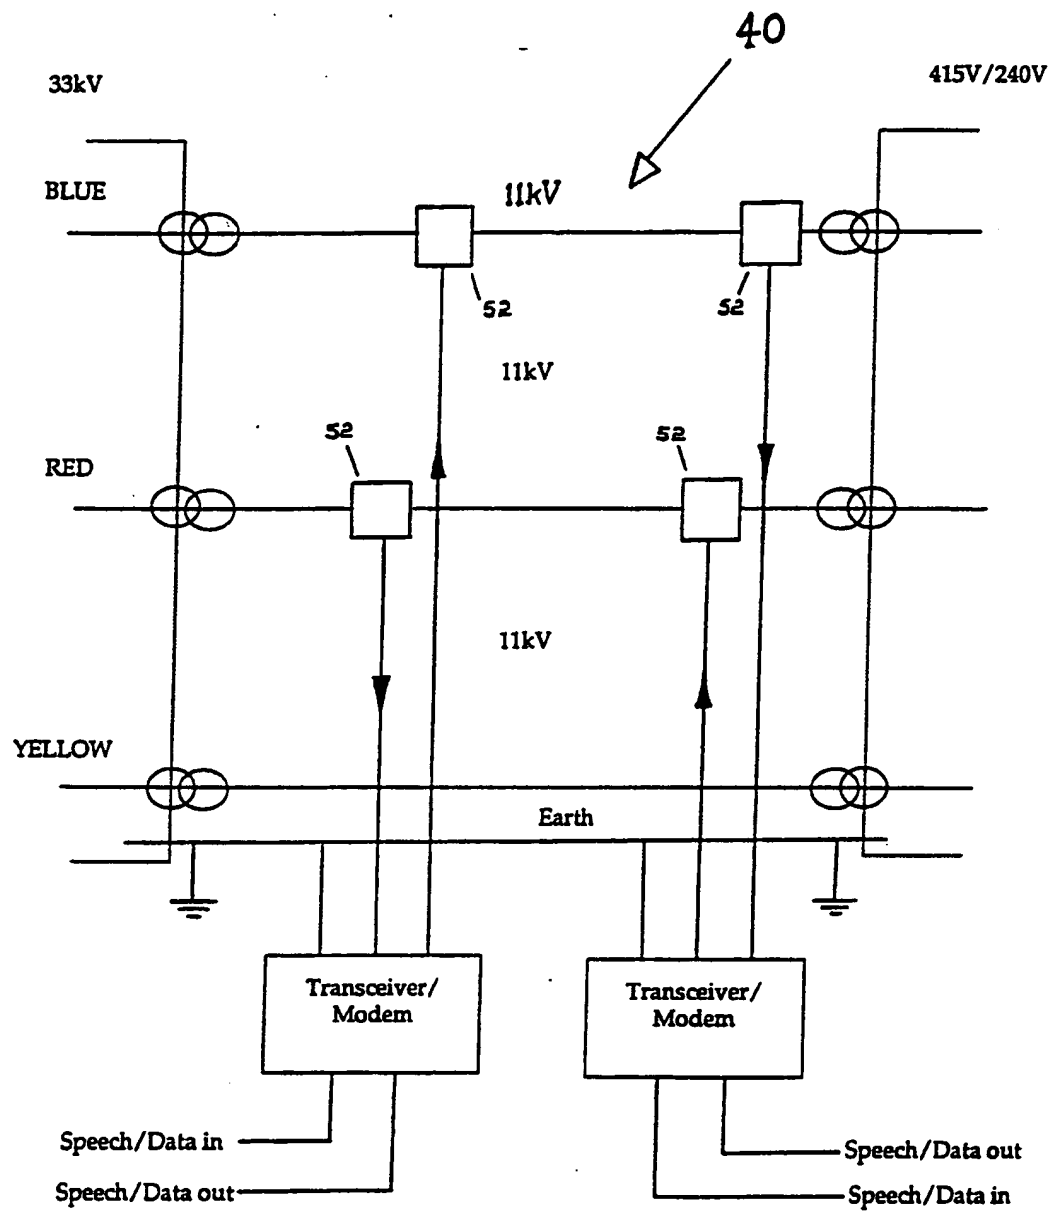 40
33kV
415V/240V
BLUE
11kV
52
52
11kV
52
52
RED
11kV
YELLOW
Earth
Transceiver/
Modem
Transceiver/
Modem
Speech/Data in
Speech/Data out
Speech/Data out
Speech/Data in